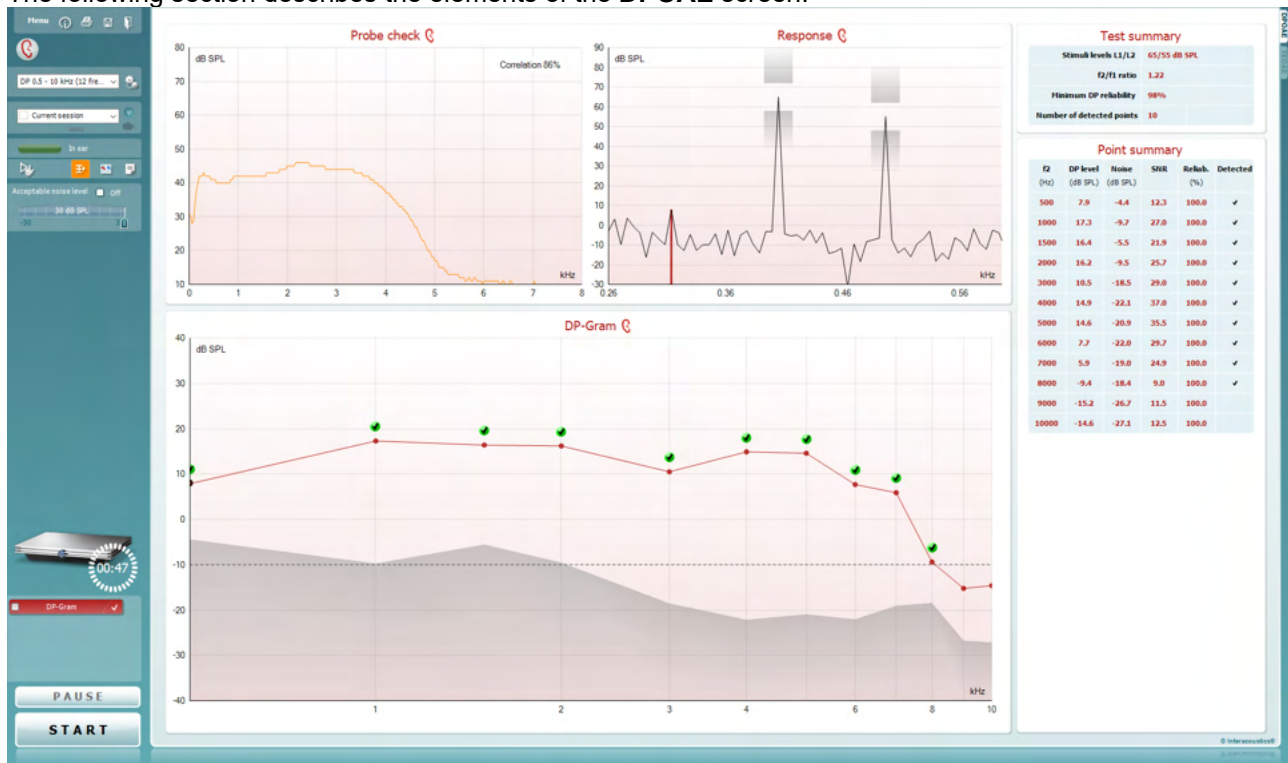 The following section describes the elements of the DPOAE screen.
Menu
DPOAE
DP 0.5 - 10 kHz (12 fre...
Current session
In ear
Acceptable noise level Off
30 dB SPL
-30
Probe check
dB SPL
Correlation 86%
80
70
60
50
40
30
20
10
kHz
0 1 2 3 4 5 6 7 8
Response
dB SPL
90
80
70
60
50
40
30
20
10
0
-10
-20
-30
kHz
0.26 0.36 0.46 0.56
Test summary
Stimuli levels L1/L2 65/55 dB SPL
f2/f1 ratio 1.22
Minimum DP reliability 98%
Number of detected points 10
Point summary
f2 DP level Noise SNR Reliab. Detected
(Hz) (dB SPL) (dB SPL) (%)
500 7.9 -4.4 12.3 100.0
1000 17.3 -9.7 27.0 100.0
1500 16.4 -5.5 21.9 100.0
2000 16.2 -9.5 25.7 100.0
3000 10.5 -18.5 29.0 100.0
4000 14.9 -22.1 37.0 100.0
5000 14.6 -20.9 35.5 100.0
6000 7.7 -22.0 29.7 100.0
7000 5.9 -19.0 24.9 100.0
8000 -9.4 -18.4 9.0 100.0
9000 -15.2 -26.7 11.5 100.0
10000 -14.6 -27.1 12.5 100.0
DP-Gram
dB SPL
40
30
20
10
0
-10
-20
-30
-40
kHz
1 2 3 4 6 8 10
00:47
DP-Gram
PAUSE
START
© Interacoustics®